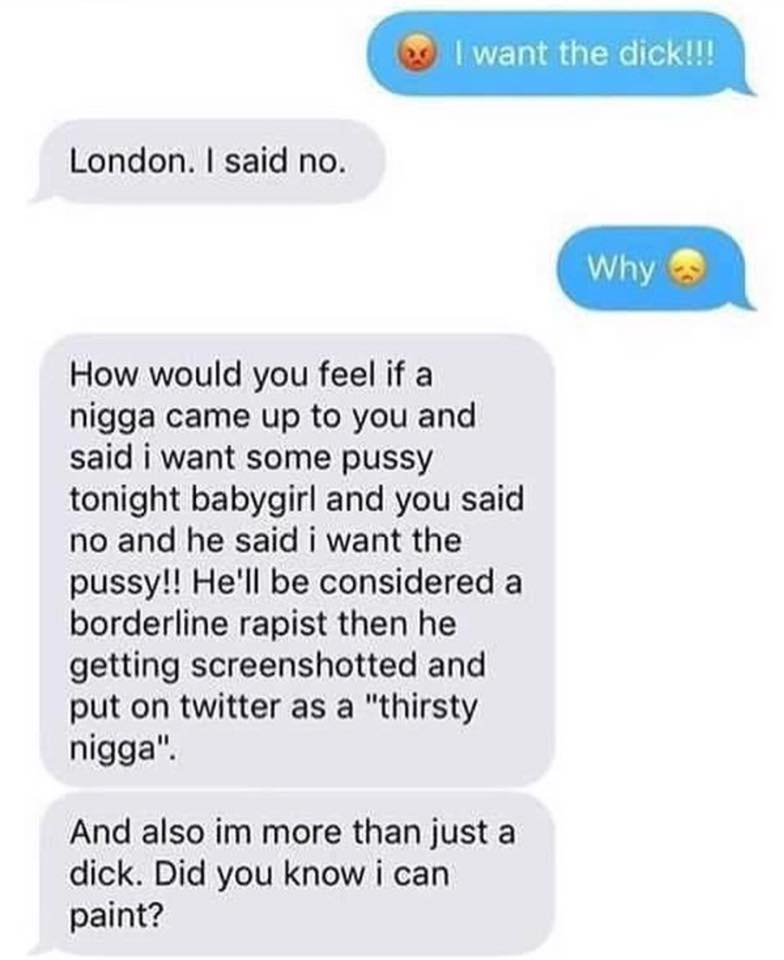 😡 I want the dick!!!
London. I said no.
Why 😞
How would you feel if a
nigga came up to you and
said i want some pussy
tonight babygirl and you said
no and he said i want the
pussy!! He'll be considered a
borderline rapist then he
getting screenshotted and
put on twitter as a "thirsty
nigga".
And also im more than just a
dick. Did you know i can
paint?